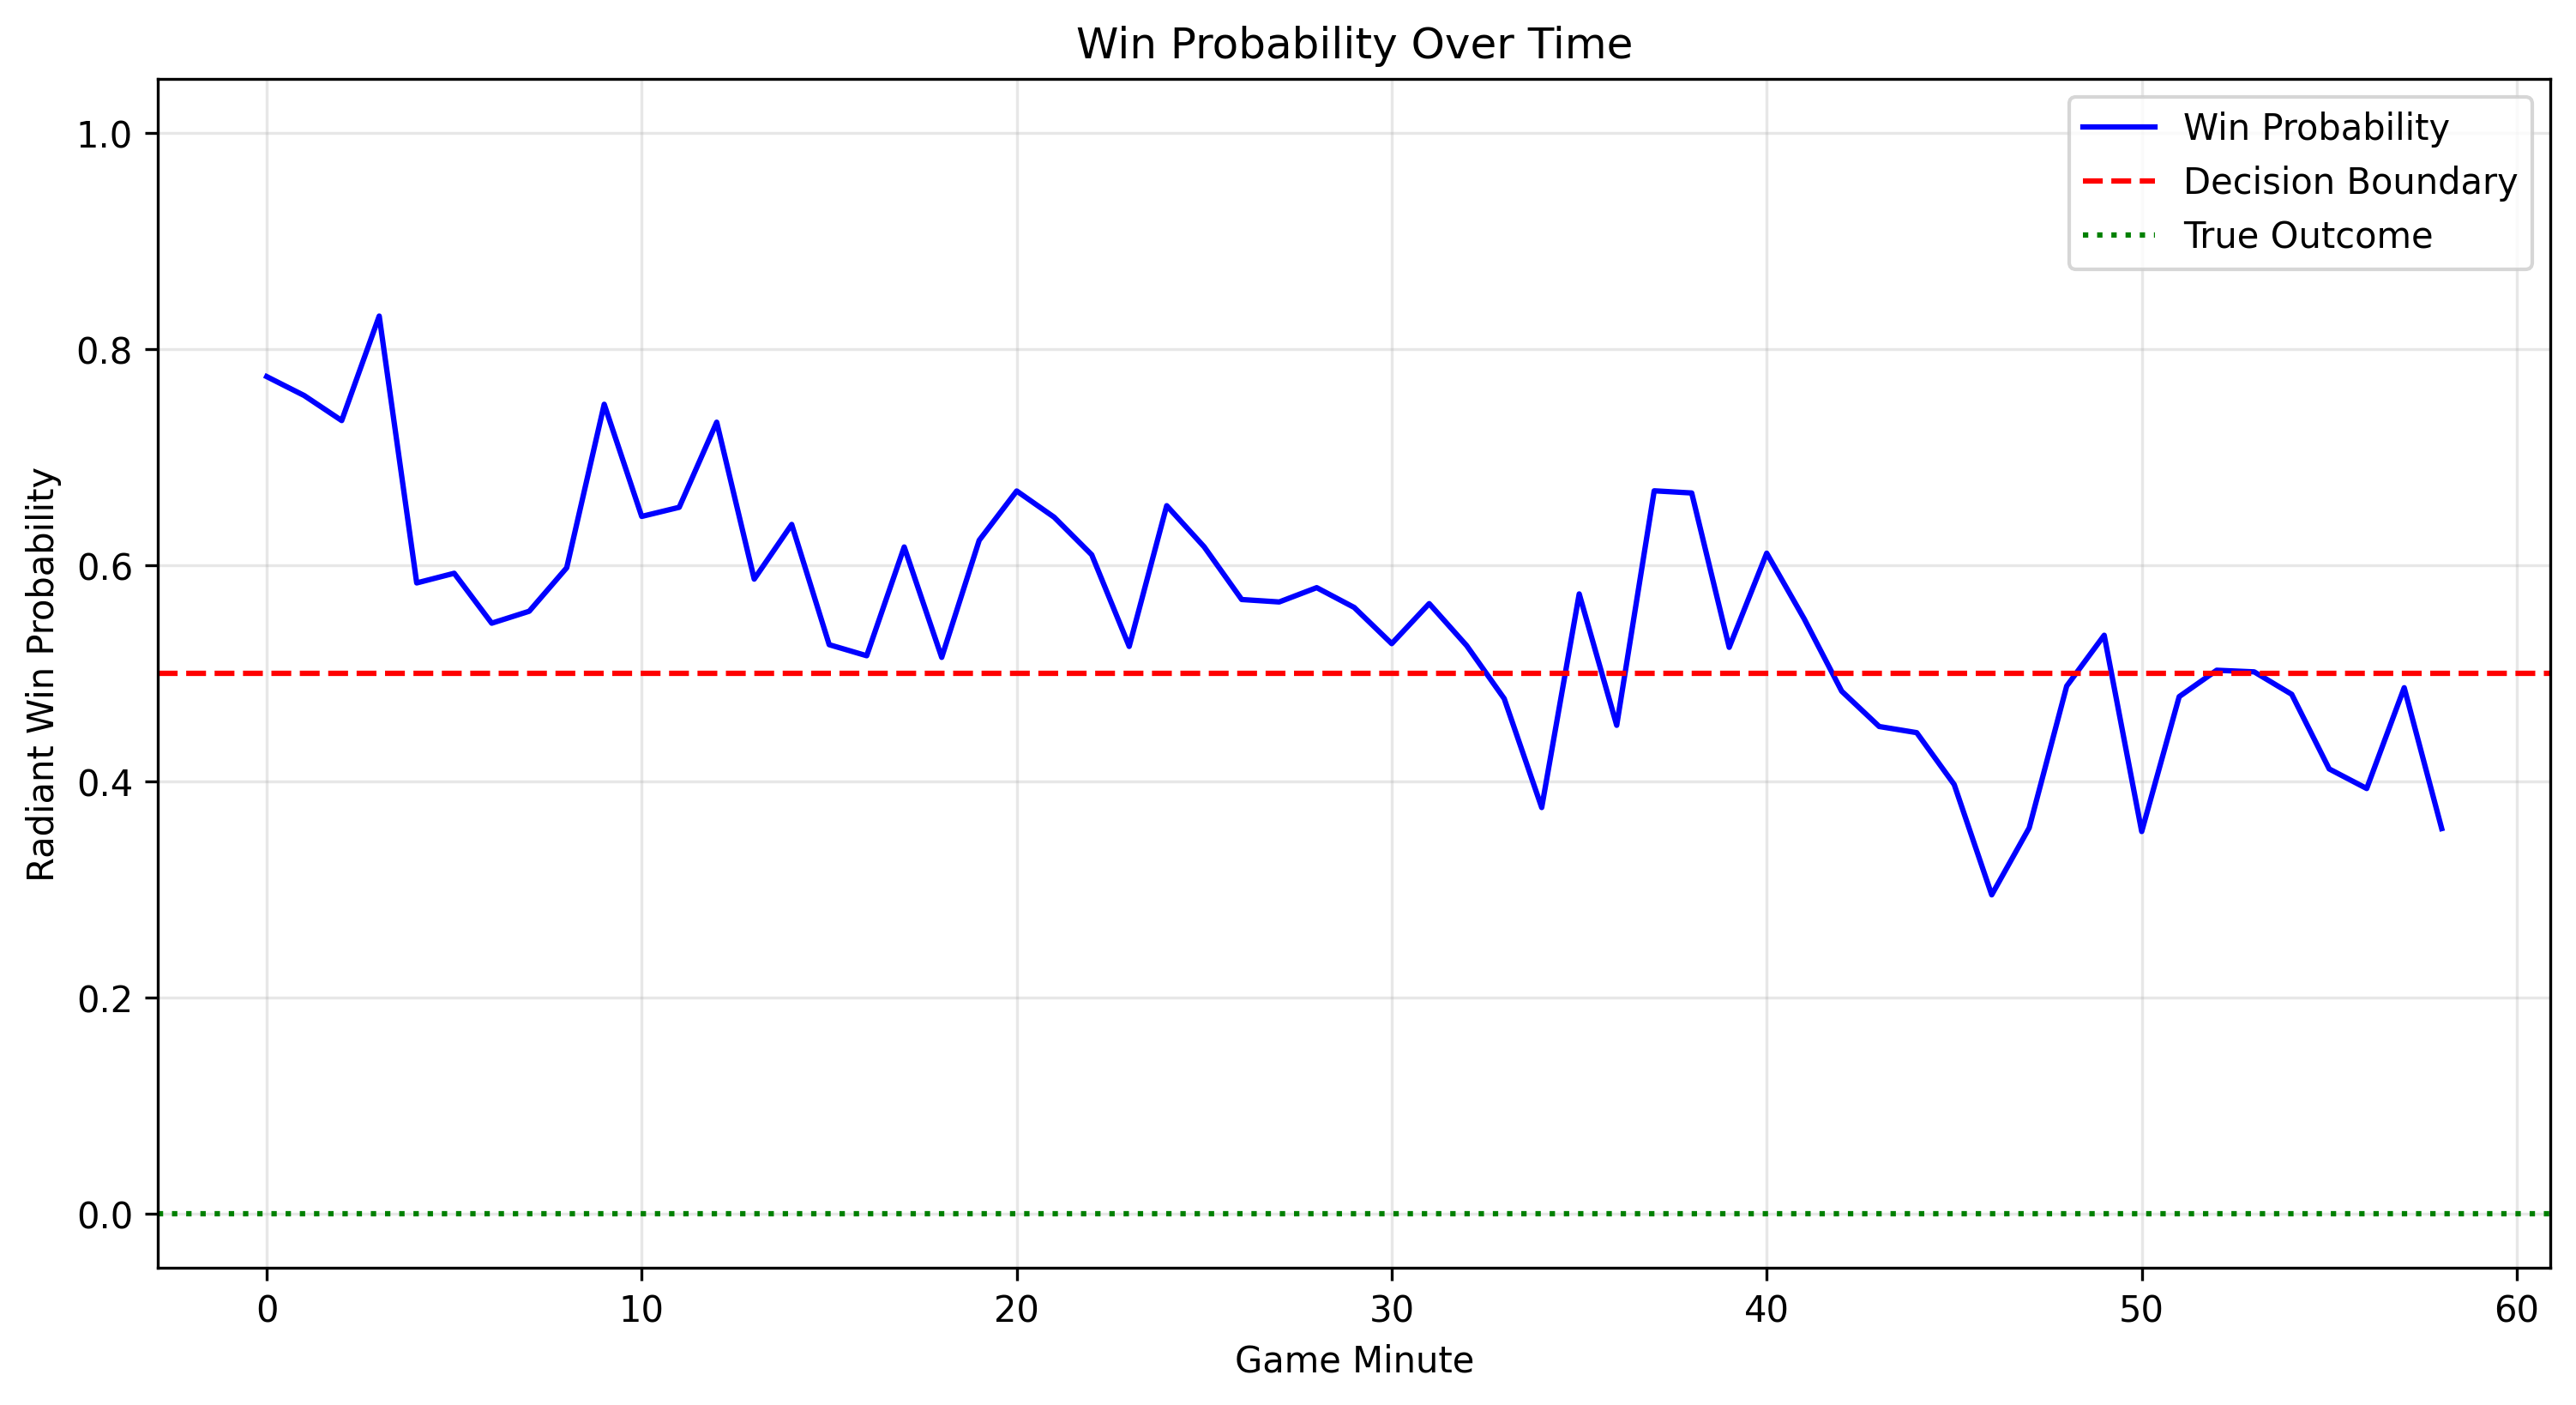 Win Probability Over Time
Win Probability
Decision Boundary
True Outcome
Radiant Win Probability
1.0
0.8
0.6
0.4
0.2
0.0
0 10 20 30 40 50 60
Game Minute